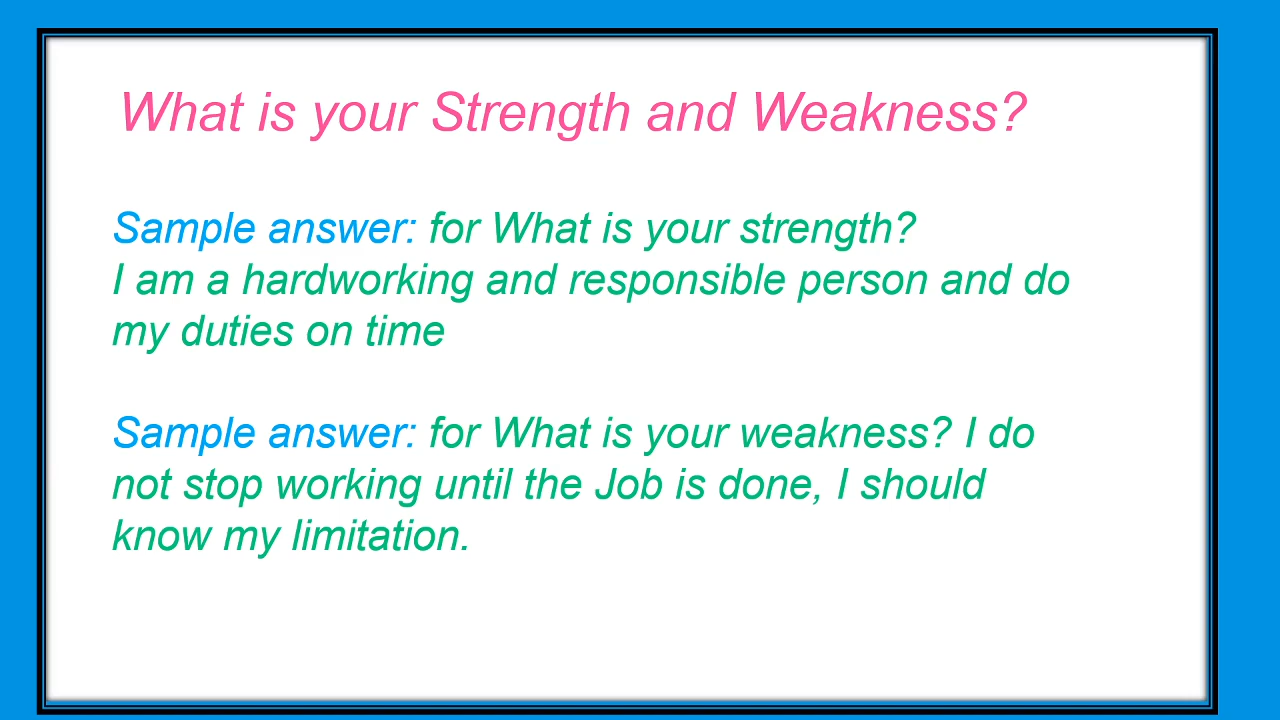 What is your Strength and Weakness?
Sample answer: for What is your strength?
I am a hardworking and responsible person and do
my duties on time
Sample answer: for What is your weakness? I do
not stop working until the Job is done, I should
know my limitation.